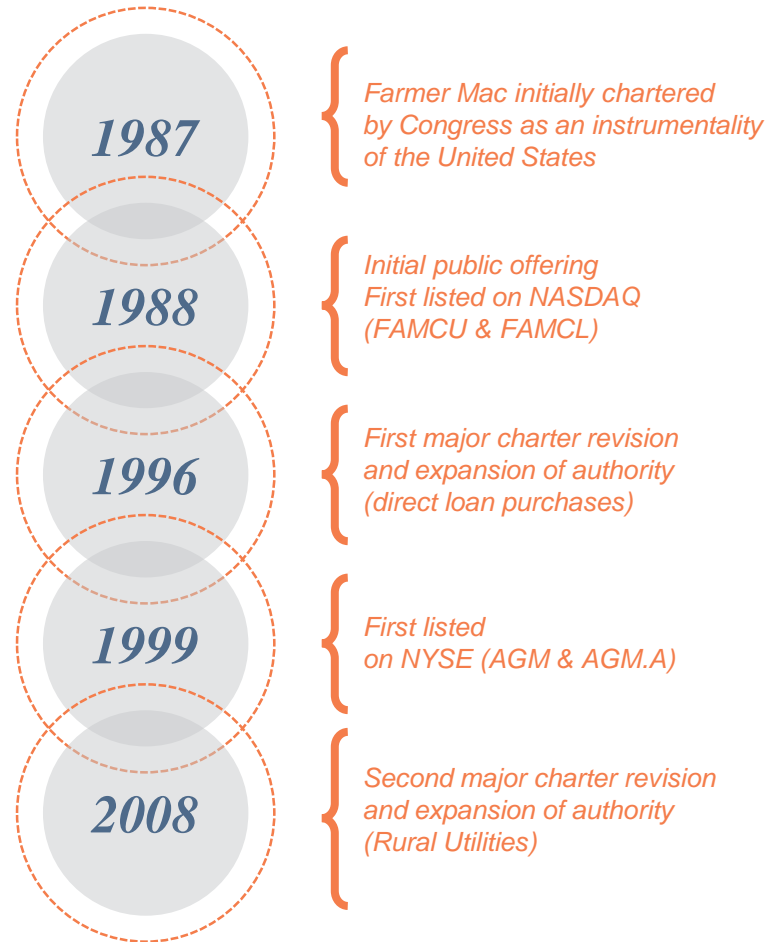 1987
Farmer Mac initially chartered
by Congress as an instrumentality
of the United States
1988
Initial public offering
First listed on NASDAQ
(FAMCU & FAMCL)
1996
First major charter revision
and expansion of authority
(direct loan purchases)
1999
First listed
on NYSE (AGM & AGM.A)
2008
Second major charter revision
and expansion of authority
(Rural Utilities)